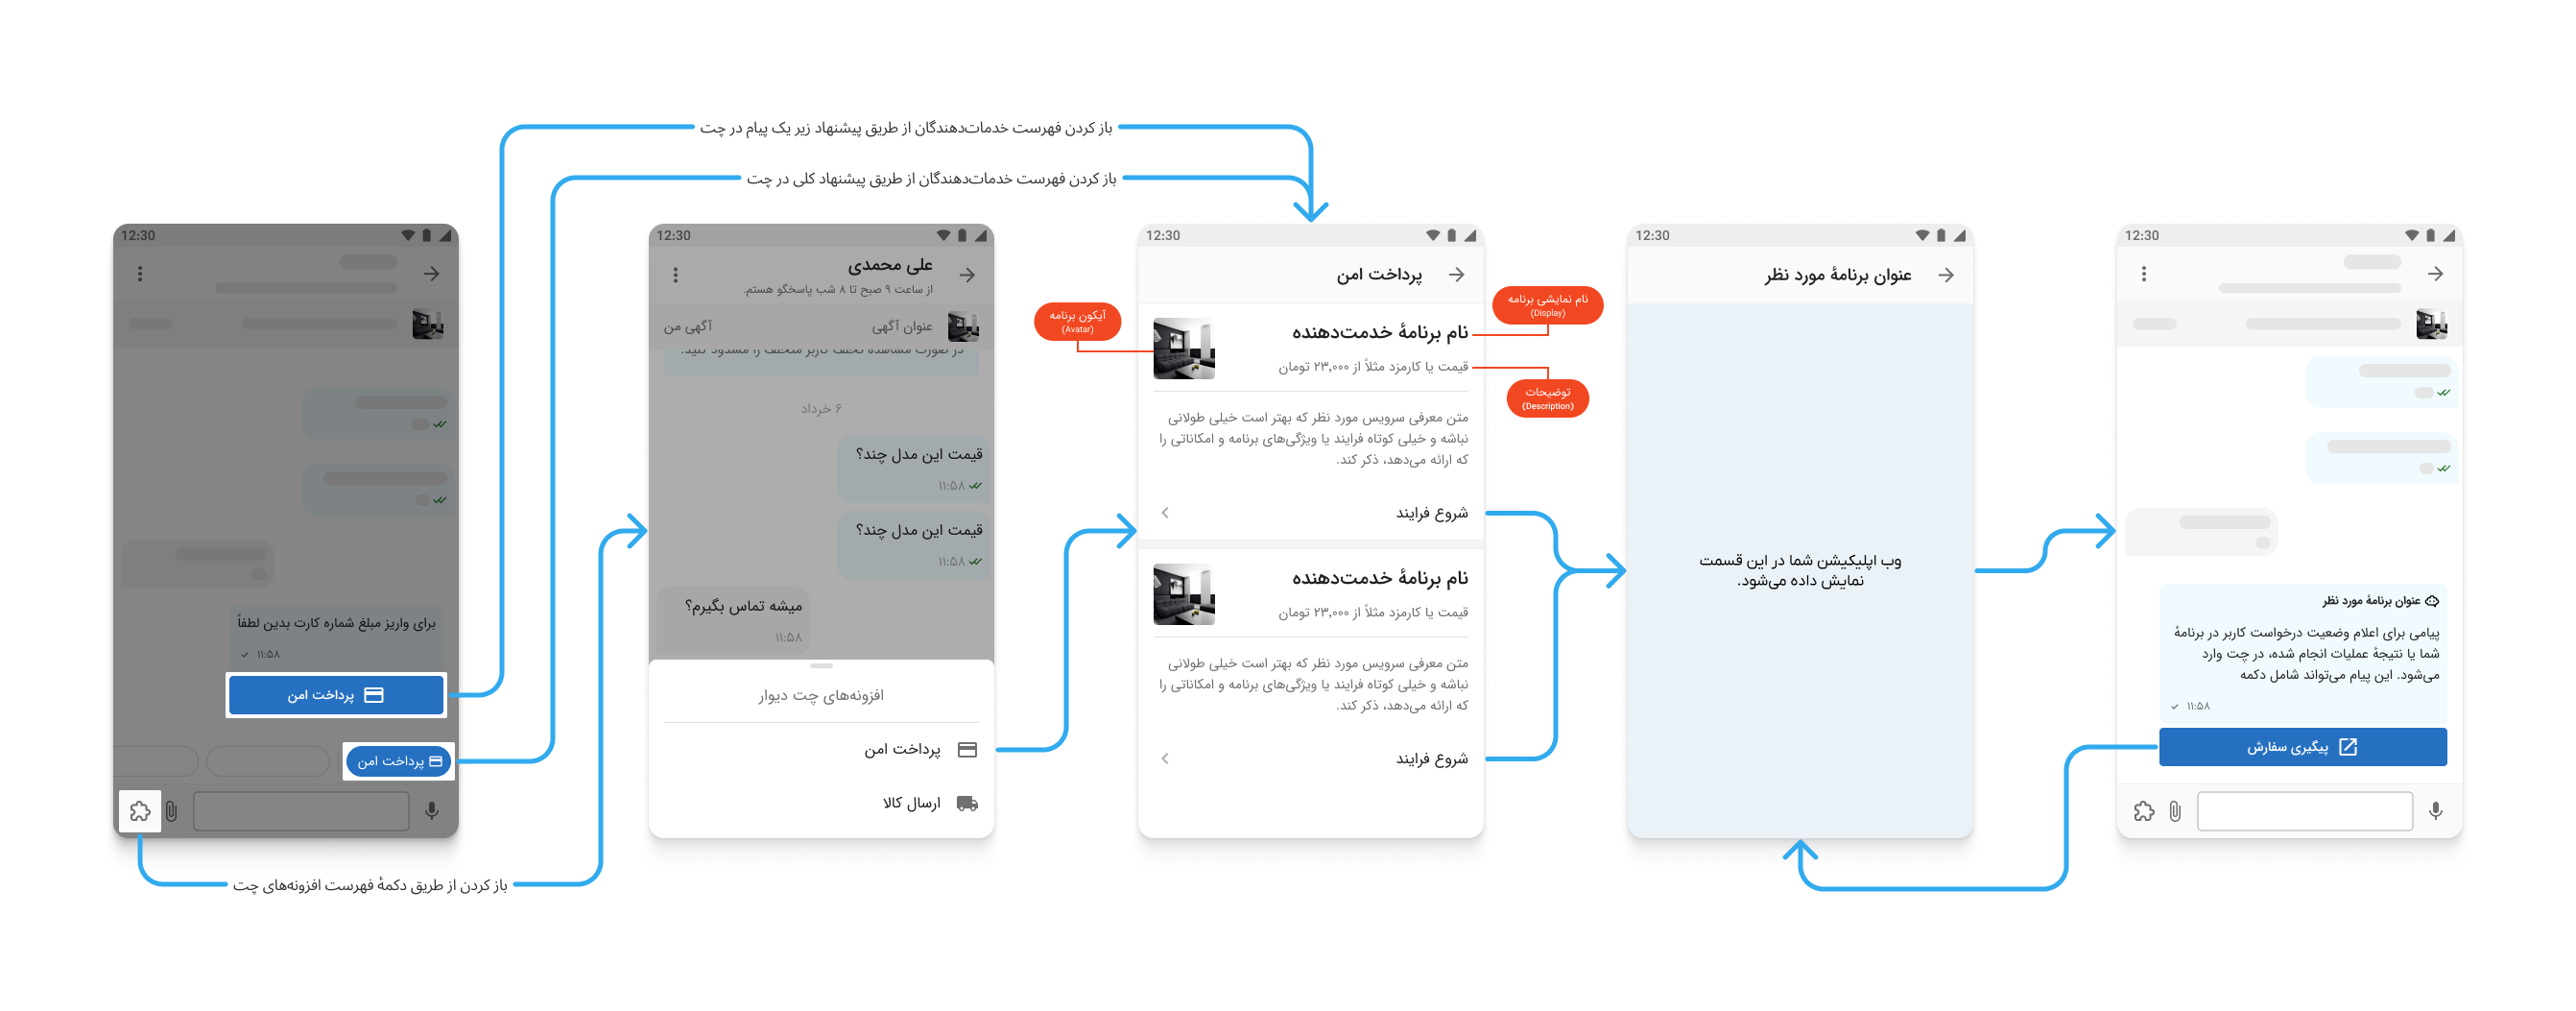 باز کردن فهرست خدمات‌دهندگان از طریق پیشنهاد زیر یک پیام در چت
باز کردن فهرست خدمات‌دهندگان از طریق پیشنهاد کلی در چت
12:30
برای واریز مبلغ شماره کارت بدین لطفاً
۱۱:۵۸
پرداخت امن
پرداخت امن
باز کردن از طریق دکمهٔ فهرست افزونه‌های چت
12:30
علی محمدی
از ساعت ۹ صبح تا ۸ شب پاسخگو هستم.
عنوان آگهی
آگهی من
در صورت مشاهده تخلف کاربر متخلف را مسدود کنید.
۶ خرداد
قیمت این مدل چند؟
۱۱:۵۸
قیمت این مدل چند؟
۱۱:۵۸
میشه تماس بگیرم؟
۱۱:۵۸
افزونه‌های چت دیوار
پرداخت امن
ارسال کالا
12:30
پرداخت امن
نام نمایشی برنامه
(Display)
آیکون برنامه
(Avatar)
نام برنامهٔ خدمت‌دهنده
قیمت یا کارمزد مثلاً از ۲۳,۰۰۰ تومان
توضیحات
(Description)
متن معرفی سرویس مورد نظر که بهتر است خیلی طولانی
نباشه و خیلی کوتاه فرایند یا ویژگی‌های برنامه و امکاناتی را
که ارائه می‌دهد، ذکر کند.
شروع فرایند
نام برنامهٔ خدمت‌دهنده
قیمت یا کارمزد مثلاً از ۲۳,۰۰۰ تومان
متن معرفی سرویس مورد نظر که بهتر است خیلی طولانی
نباشه و خیلی کوتاه فرایند یا ویژگی‌های برنامه و امکاناتی را
که ارائه می‌دهد، ذکر کند.
شروع فرایند
12:30
عنوان برنامهٔ مورد نظر
وب اپلیکیشن شما در این قسمت
نمایش داده می‌شود.
12:30
عنوان برنامهٔ مورد نظر
پیامی برای اعلام وضعیت درخواست کاربر در برنامهٔ
شما یا نتیجهٔ عملیات انجام شده، در چت وارد
می‌شود. این پیام می‌تواند شامل دکمه
۱۱:۵۸
پیگیری سفارش